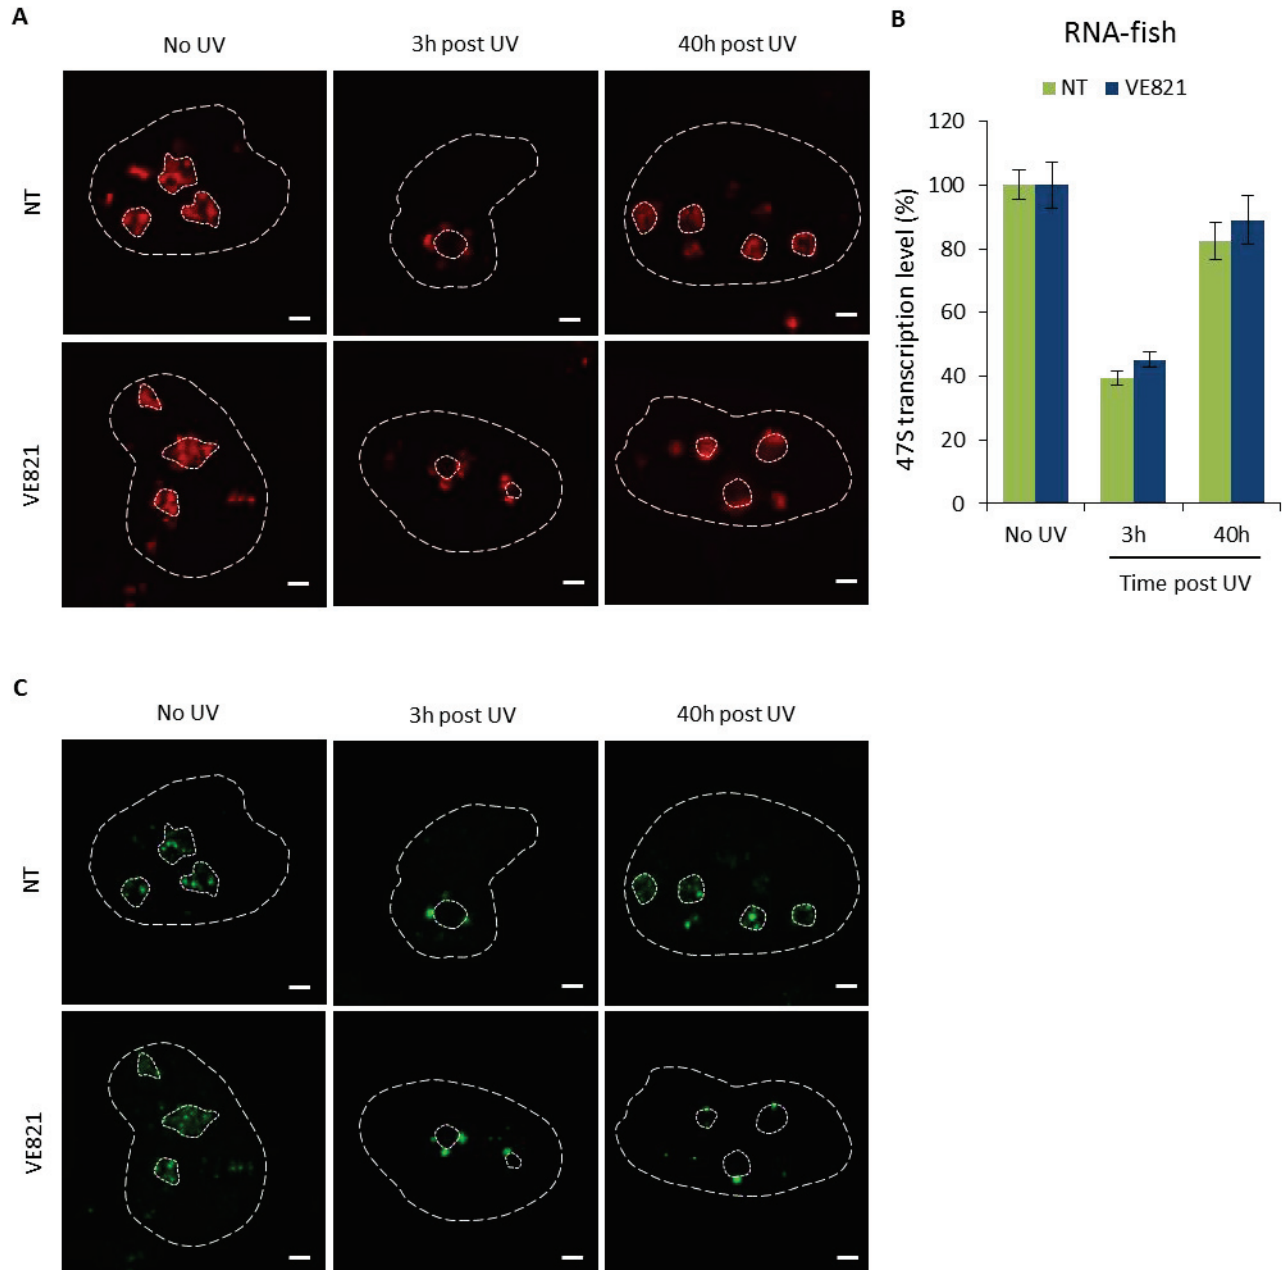 A
No UV
3h post UV
40h post UV
NT
VE821
B
RNA-fish
NT
VE821
47S transcription level (%)
120
100
80
60
40
20
0
No UV
3h
40h
Time post UV
C
No UV
3h post UV
40h post UV
NT
VE821